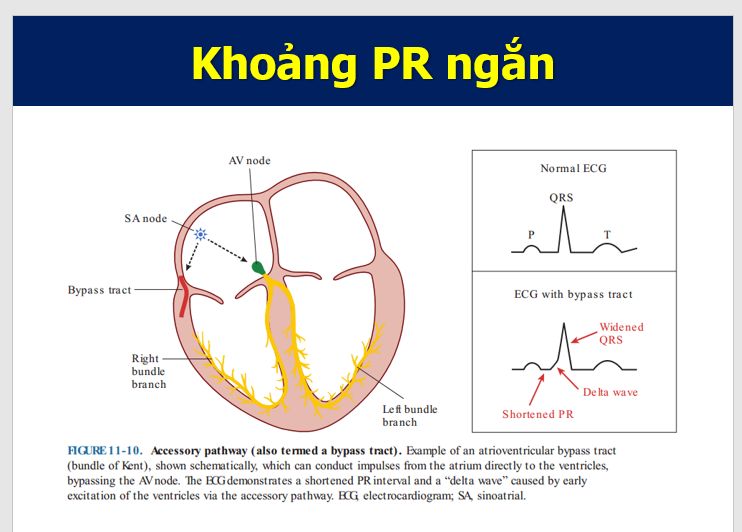 Khoảng PR ngắn
AV node
SA node
Bypass tract
Right
bundle
branch
Left bundle
branch
Normal ECG
QRS
P
T
ECG with bypass tract
Widened
QRS
Delta wave
Shortened PR
FIGURE 11-10. Accessory pathway (also termed a bypass tract). Example of an atrioventricular bypass tract
(bundle of Kent), shown schematically, which can conduct impulses from the atrium directly to the ventricles,
bypassing the AV node. The ECG demonstrates a shortened PR interval and a “delta wave” caused by early
excitation of the ventricles via the accessory pathway. ECG, electrocardiogram; SA, sinoatrial.